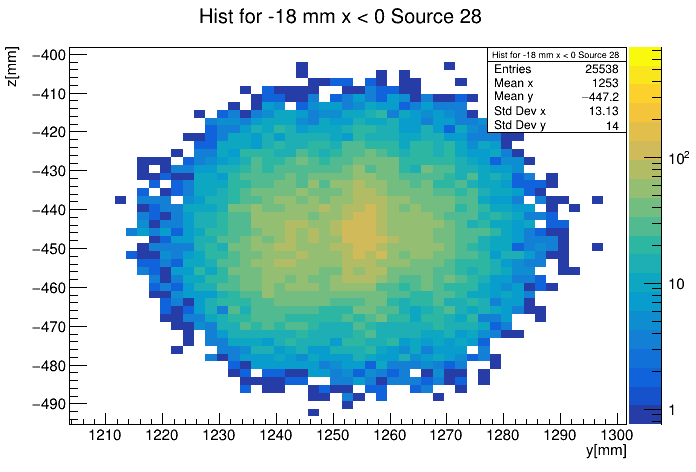 Hist for -18 mm x < 0 Source 28
z[mm]
−400
−410
−420
−430
−440
−450
−460
−470
−480
−490
1210 1220 1230 1240 1250 1260 1270 1280 1290 1300
y[mm]
Hist for -18 mm x < 0 Source 28
Entries 25538
Mean x 1253
Mean y −447.2
Std Dev x 13.13
Std Dev y 14
10²
10
1